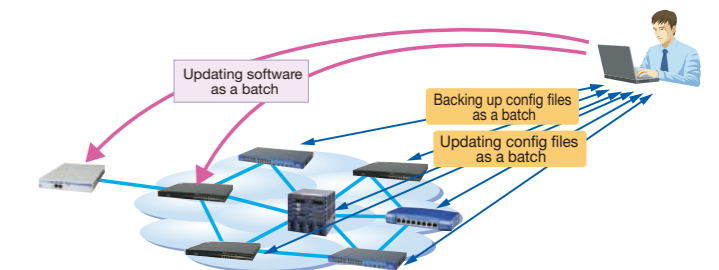 Updating software
as a batch
Backing up config files
as a batch
Updating config files
as a batch